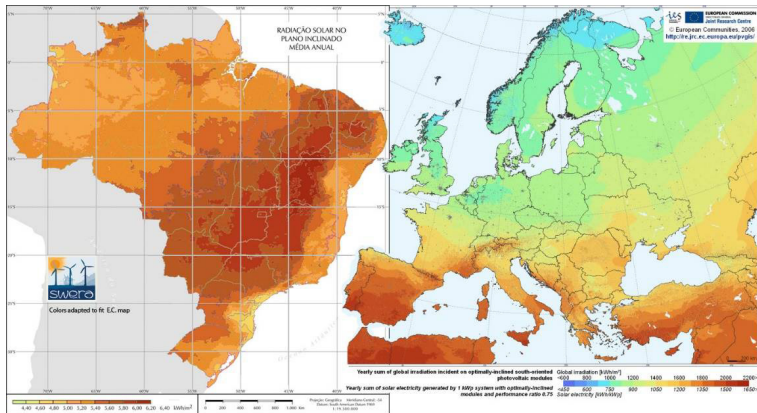 RADIAÇÃO SOLAR NO
PLANO INCLINADO
MÉDIA ANUAL
swera
Colors adapted to fit E.C. map
4,40 4,60 4,80 5,00 5,20 5,40 5,60 5,80 6,00 6,20 6,40 kWh/m²
EUROPEAN COMMISSION
Joint Research Centre
© European Communities, 2006
http://re.jrc.ec.europa.eu/pvgis/
Yearly sum of global irradiation incident on optimally-inclined south-oriented
photovoltaic modules
Yearly sum of solar electricity generated by 1 kWp system with optimally-inclined
modules and performance ratio 0.75
Global irradiation [kWh/m²]
<600 800 1000 1200 1400 1600 1800 2000 2200>
<450 600 750 900 1050 1200 1350 1500 1650>
Solar electricity [kWh/kWp]